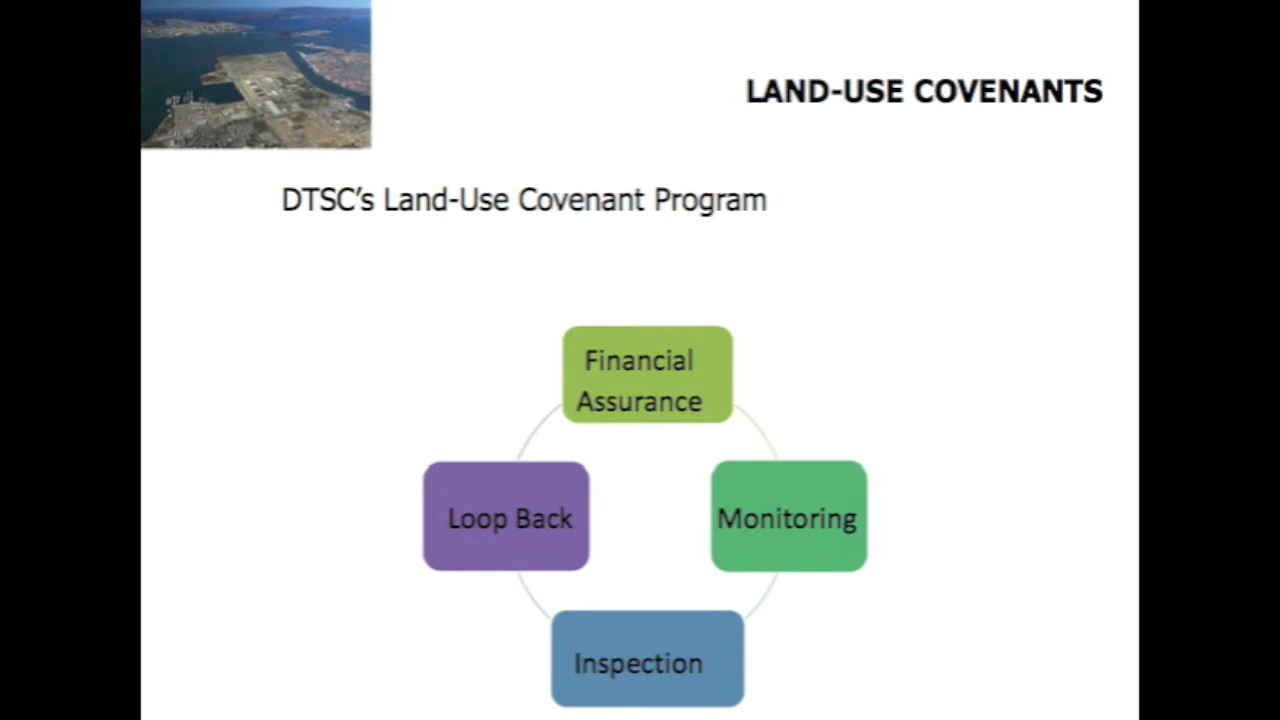 LAND-USE COVENANTS
DTSC’s Land-Use Covenant Program
Financial
Assurance
Loop Back
Monitoring
Inspection